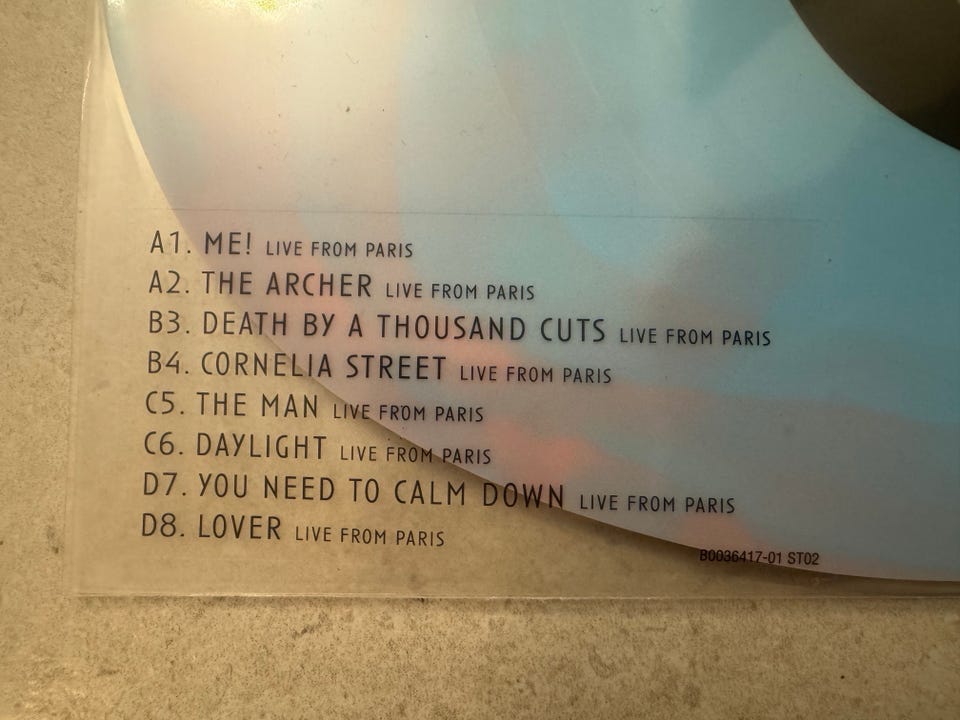 A1. ME! LIVE FROM PARIS
A2. THE ARCHER LIVE FROM PARIS
B3. DEATH BY A THOUSAND CUTS LIVE FROM PARIS
B4. CORNELIA STREET LIVE FROM PARIS
C5. THE MAN LIVE FROM PARIS
C6. DAYLIGHT LIVE FROM PARIS
D7. YOU NEED TO CALM DOWN LIVE FROM PARIS
D8. LOVER LIVE FROM PARIS
B0036417-01 ST02